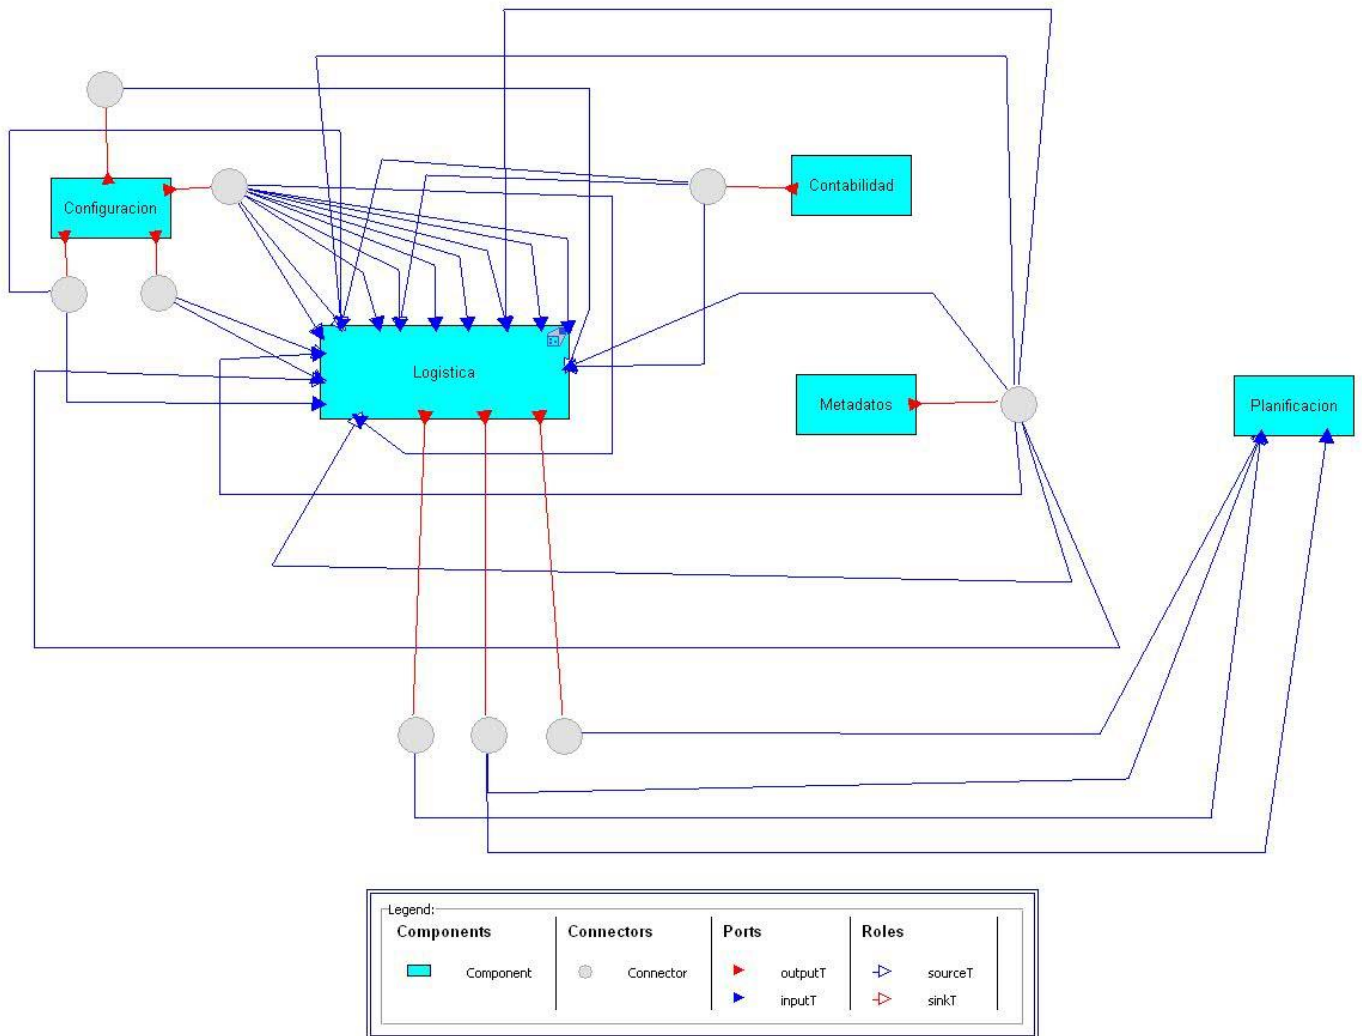 Contabilidad
Configuracion
Logistica
Metadatos
Planificacion
Legend:
Components
Connectors
Ports
Roles
Component
Connector
outputT
sourceT
inputT
sinkT